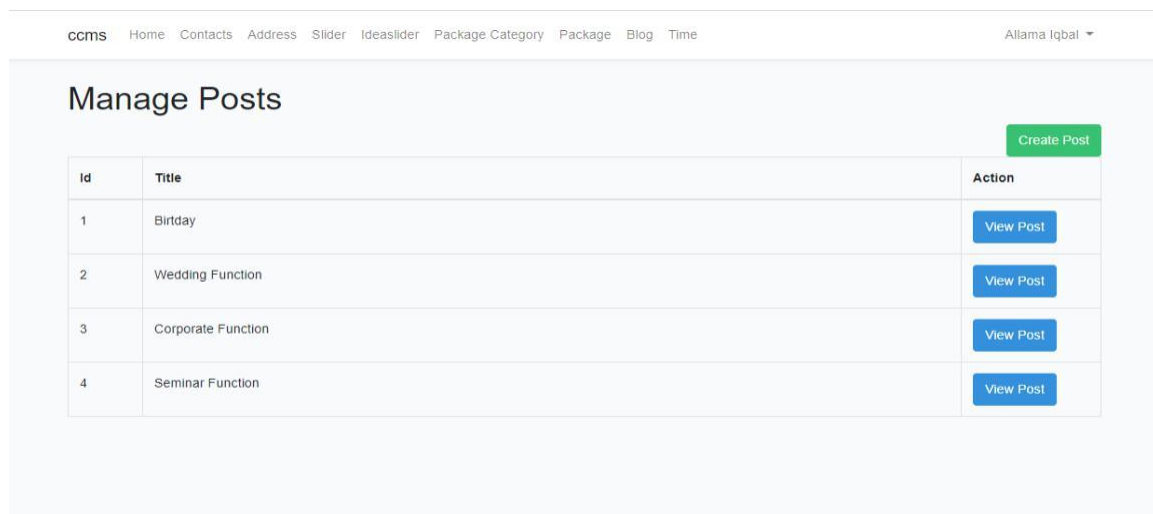 ccms Home Contacts Address Slider Ideaslider Package Category Package Blog Time Allama Iqbal
Manage Posts
Create Post
Id Title Action
1 Birtday View Post
2 Wedding Function View Post
3 Corporate Function View Post
4 Seminar Function View Post